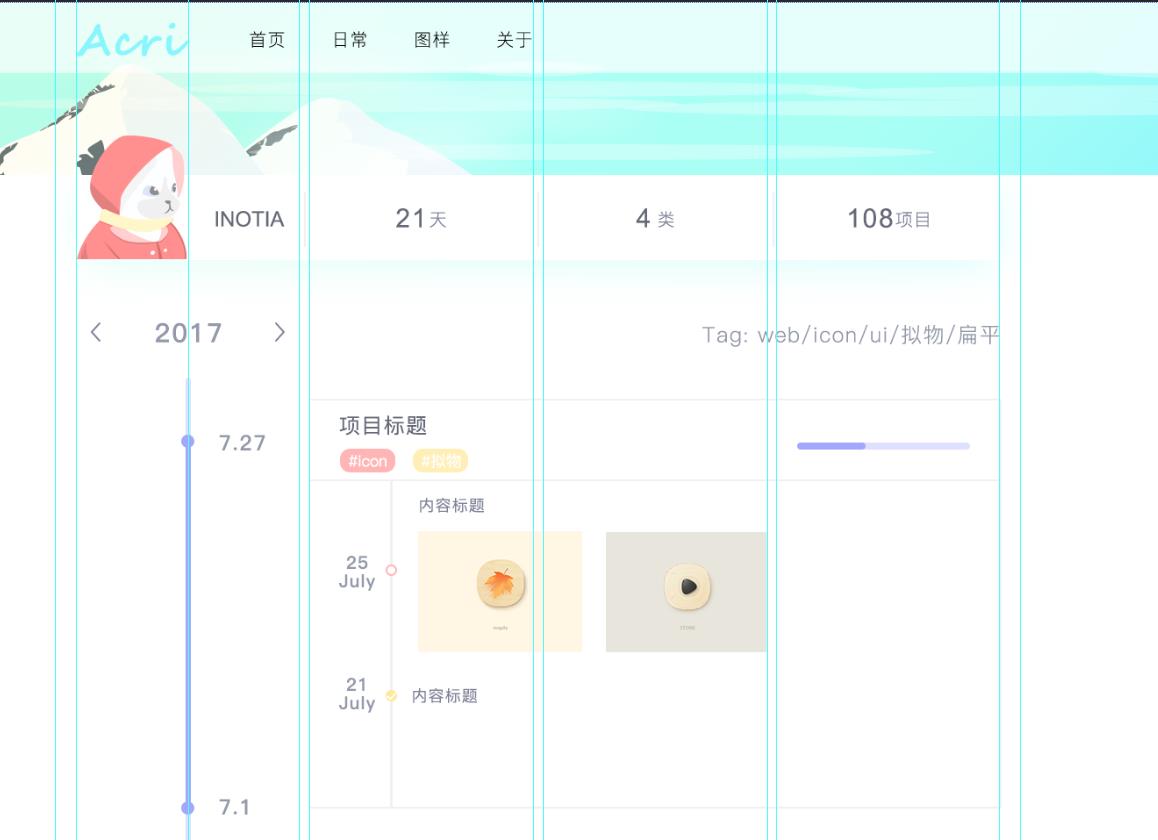 Acri 首页 日常 图样 关于
INOTIA 21天 4 类 108项目
2017
Tag: web/icon/ui/拟物/扁平
7.27
项目标题
#icon #拟物
内容标题
25
July
21
July
内容标题
7.1